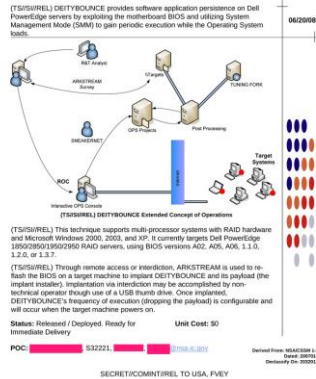 (TS//SI//REL) DEITYBOUNCE provides software application persistence on Dell
PowerEdge servers by exploiting the motherboard BIOS and utilizing System
Management Mode (SMM) to gain periodic execution while the Operating System
loads.
06/20/08
R&T Analyst
ARKSTREAM
Survey
TUNING FORK
SNEAKERNET
OPS Projects
Post Processing
ROC
Interactive OPS Console
Target
Systems
(TS//SI//REL) DEITYBOUNCE Extended Concept of Operations
(TS//SI//REL) This technique supports multi-processor systems with RAID hardware
and Microsoft Windows 2000, 2003, and XP. It currently targets Dell PowerEdge
1850/2850/1950/2950 RAID servers, using BIOS versions A02, A05, A06, 1.1.0,
1.2.0, or 1.3.7.
(TS//SI//REL) Through remote access or interdiction, ARKSTREAM is used to re-
flash the BIOS on a target machine to implant DEITYBOUNCE and its payload (the
implant installer). Implantation via interdiction may be accomplished by non-
technical operator though use of a USB thumb drive. Once implanted,
DEITYBOUNCE's frequency of execution (dropping the payload) is configurable and
will occur when the target machine powers on.
Status: Released / Deployed. Ready for
Immediate Delivery
Unit Cost: $0
POC: S32221,
Derived From: NSA/CSSM 1-
Dated: 200701
Declassify On: 203201
SECRET//COMINT//REL TO USA, FVEY